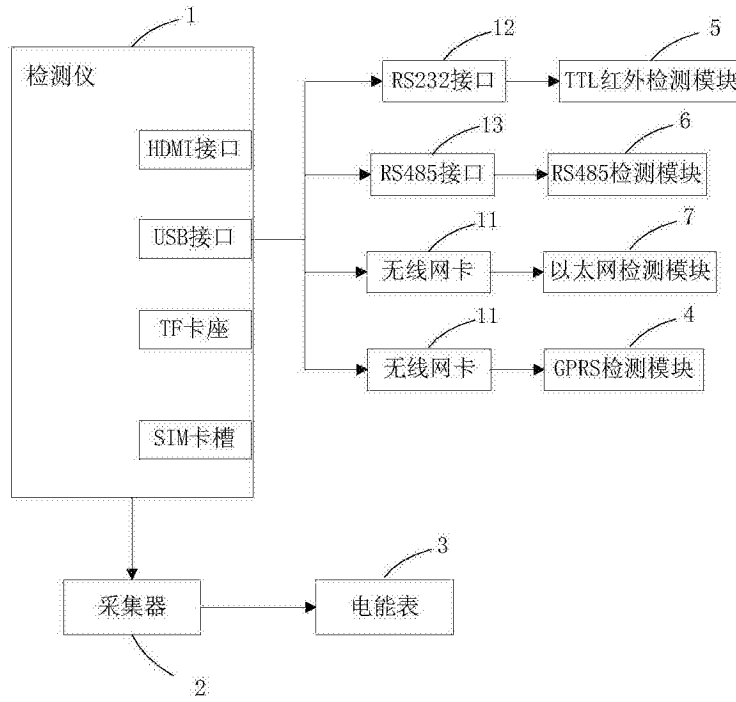 1
检测仪
HDMI接口
USB接口
TF卡座
SIM卡槽
12
RS232接口
5
TTL红外检测模块
13
RS485接口
6
RS485检测模块
11
无线网卡
7
以太网检测模块
11
无线网卡
4
GPRS检测模块
采集器
2
3
电能表